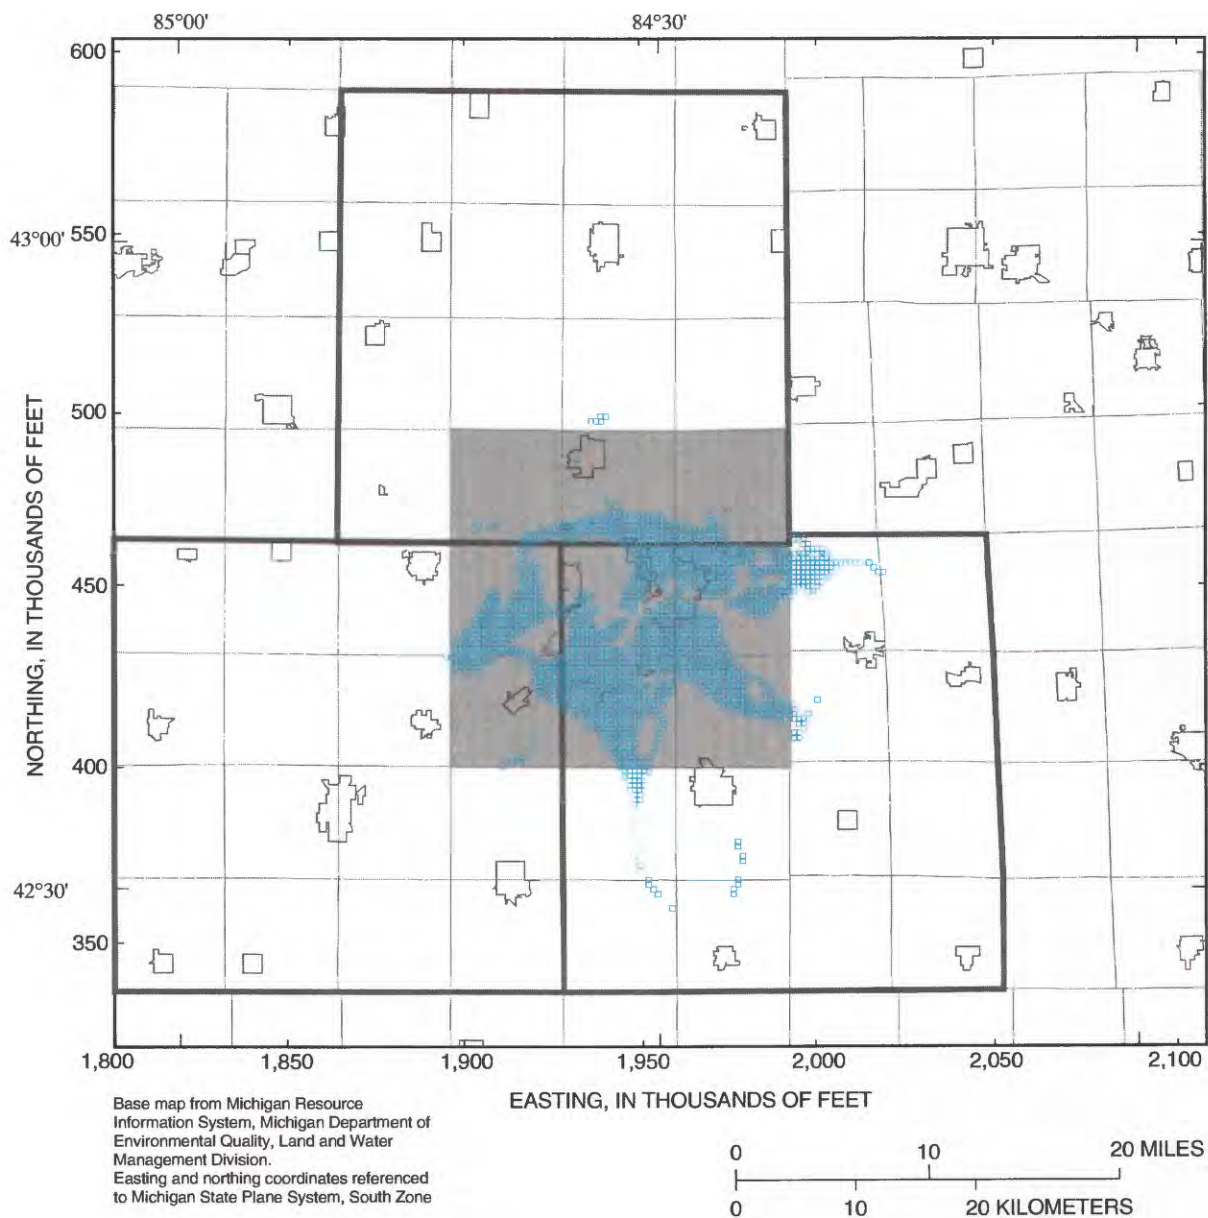 85°00'
84°30'
600
43°00'
550
500
450
400
42°30'
350
NORTHING, IN THOUSANDS OF FEET
1,800
1,850
1,900
1,950
2,000
2,050
2,100
EASTING, IN THOUSANDS OF FEET
Base map from Michigan Resource
Information System, Michigan Department of
Environmental Quality, Land and Water
Management Division.
Easting and northing coordinates referenced
to Michigan State Plane System, South Zone
0 10 20 MILES
0 10 20 KILOMETERS